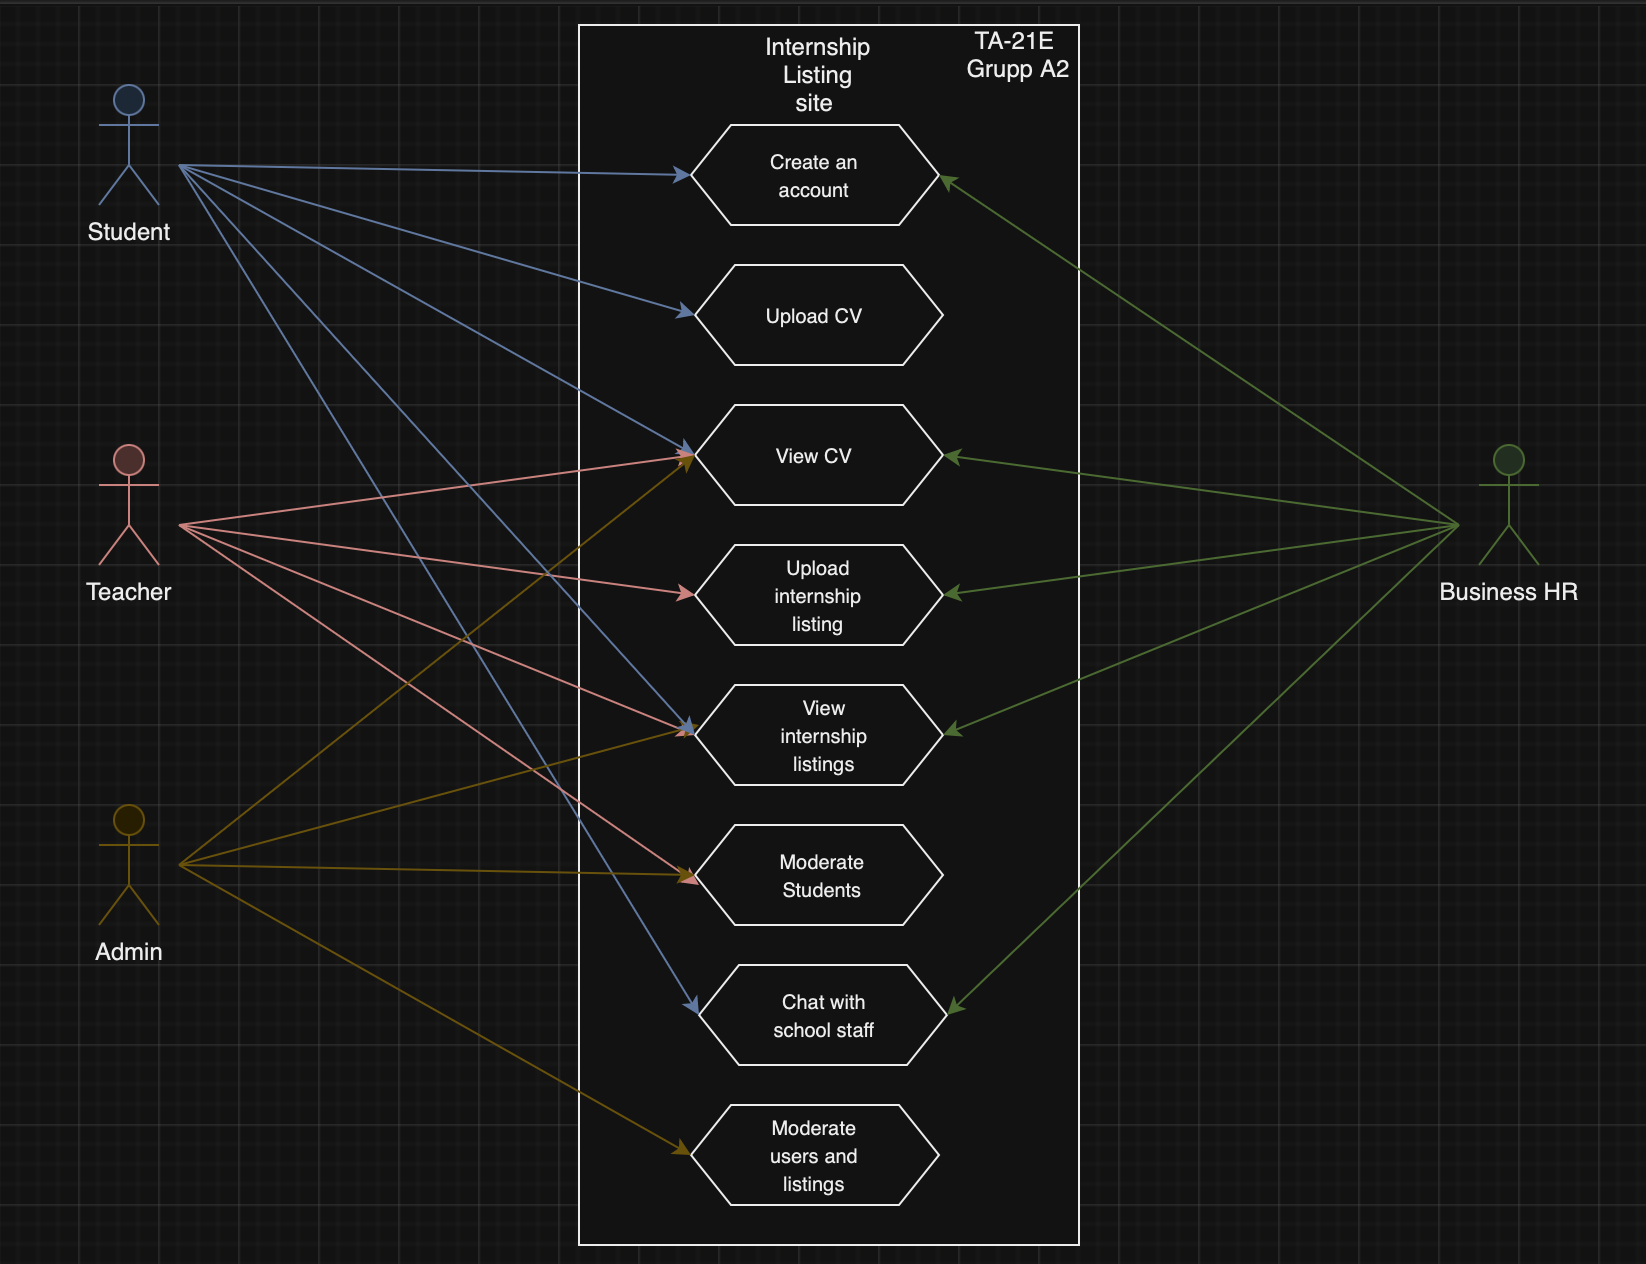 Internship
Listing
site
TA-21E
Grupp A2
Student
Create an
account
Upload CV
View CV
Teacher
Upload
internship
listing
Business HR
View
internship
listings
Moderate
Students
Admin
Chat with
school staff
Moderate
users and
listings